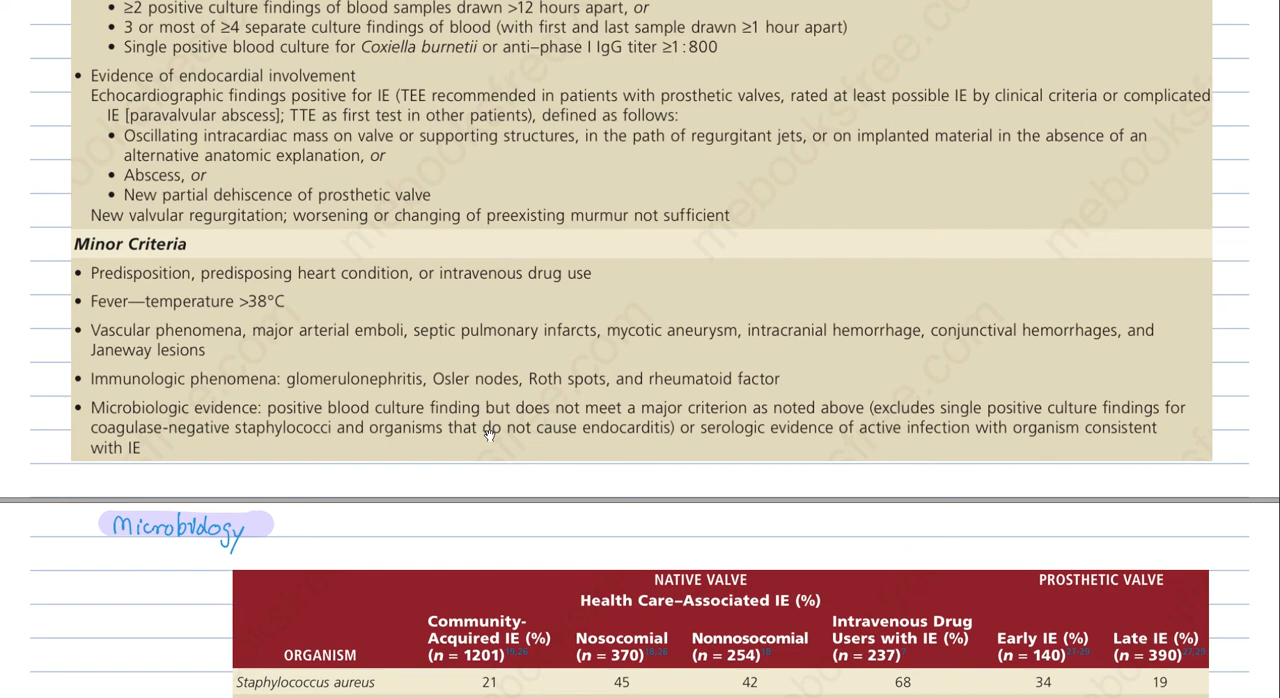 • ≥2 positive culture findings of blood samples drawn >12 hours apart, or
• 3 or most of ≥4 separate culture findings of blood (with first and last sample drawn ≥1 hour apart)
• Single positive blood culture for Coxiella burnetii or anti–phase I IgG titer ≥1:800
• Evidence of endocardial involvement
Echocardiographic findings positive for IE (TEE recommended in patients with prosthetic valves, rated at least possible IE by clinical criteria or complicated
IE [paravalvular abscess]; TTE as first test in other patients), defined as follows:
• Oscillating intracardiac mass on valve or supporting structures, in the path of regurgitant jets, or on implanted material in the absence of an
alternative anatomic explanation, or
• Abscess, or
• New partial dehiscence of prosthetic valve
New valvular regurgitation; worsening or changing of preexisting murmur not sufficient
Minor Criteria
• Predisposition, predisposing heart condition, or intravenous drug use
• Fever—temperature >38°C
• Vascular phenomena, major arterial emboli, septic pulmonary infarcts, mycotic aneurysm, intracranial hemorrhage, conjunctival hemorrhages, and
Janeway lesions
• Immunologic phenomena: glomerulonephritis, Osler nodes, Roth spots, and rheumatoid factor
• Microbiologic evidence: positive blood culture finding but does not meet a major criterion as noted above (excludes single positive culture findings for
coagulase-negative staphylococci and organisms that do not cause endocarditis) or serologic evidence of active infection with organism consistent
with IE
Microbiology
NATIVE VALVE PROSTHETIC VALVE
Health Care–Associated IE (%)
Community- Intravenous Drug
Acquired IE (%) Nosocomial Nonnosocomial Users with IE (%) Early IE (%) Late IE (%)
ORGANISM (n = 1201)19,26 (n = 370)18,26 (n = 254)18 (n = 237)7 (n = 140)27-29 (n = 390)27,29
Staphylococcus aureus 21 45 42 68 34 19